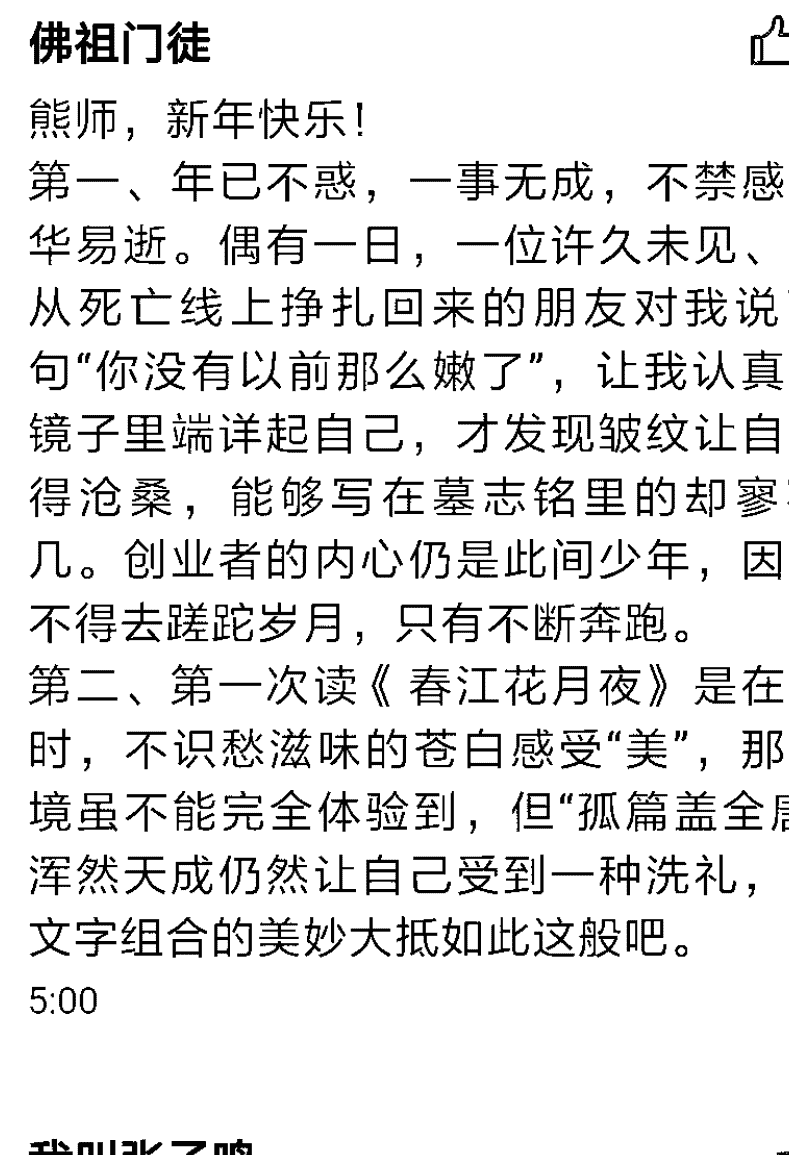 佛祖门徒
熊师，新年快乐！
第一、年已不惑，一事无成，不禁感
华易逝。偶有一日，一位许久未见、
从死亡线上挣扎回来的朋友对我说
句“你没有以前那么嫩了”，让我认真
镜子里端详起自己，才发现皱纹让自
得沧桑，能够写在墓志铭里的却寥
几。创业者的内心仍是此间少年，因
不得去蹉跎岁月，只有不断奔跑。
第二、第一次读《春江花月夜》是在
时，不识愁滋味的苍白感受“美”，那
境虽不能完全体验到，但“孤篇盖全
浑然天成仍然让自己受到一种洗礼，
文字组合的美妙大抵如此这般吧。
5:00